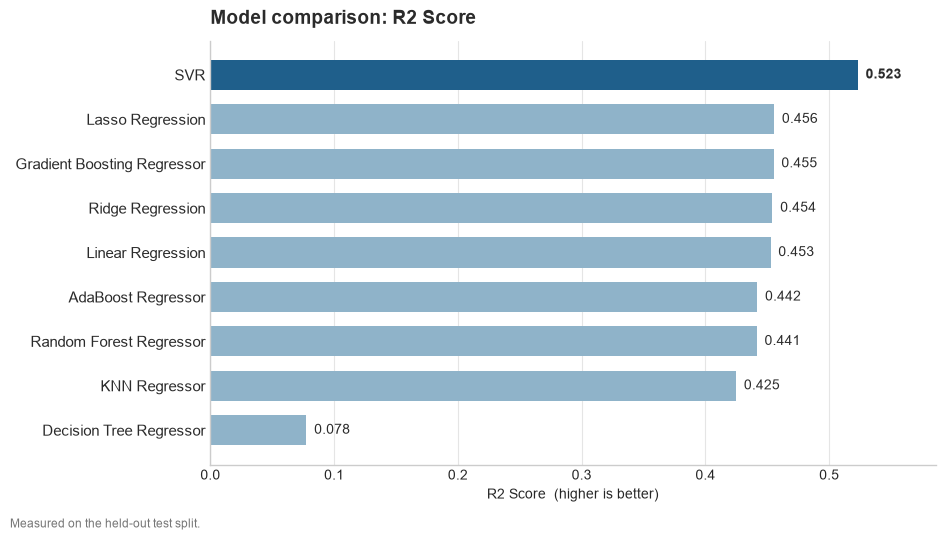 Model comparison: R2 Score
SVR 0.523
Lasso Regression 0.456
Gradient Boosting Regressor 0.455
Ridge Regression 0.454
Linear Regression 0.453
AdaBoost Regressor 0.442
Random Forest Regressor 0.441
KNN Regressor 0.425
Decision Tree Regressor 0.078
0.0 0.1 0.2 0.3 0.4 0.5
R2 Score (higher is better)
Measured on the held-out test split.